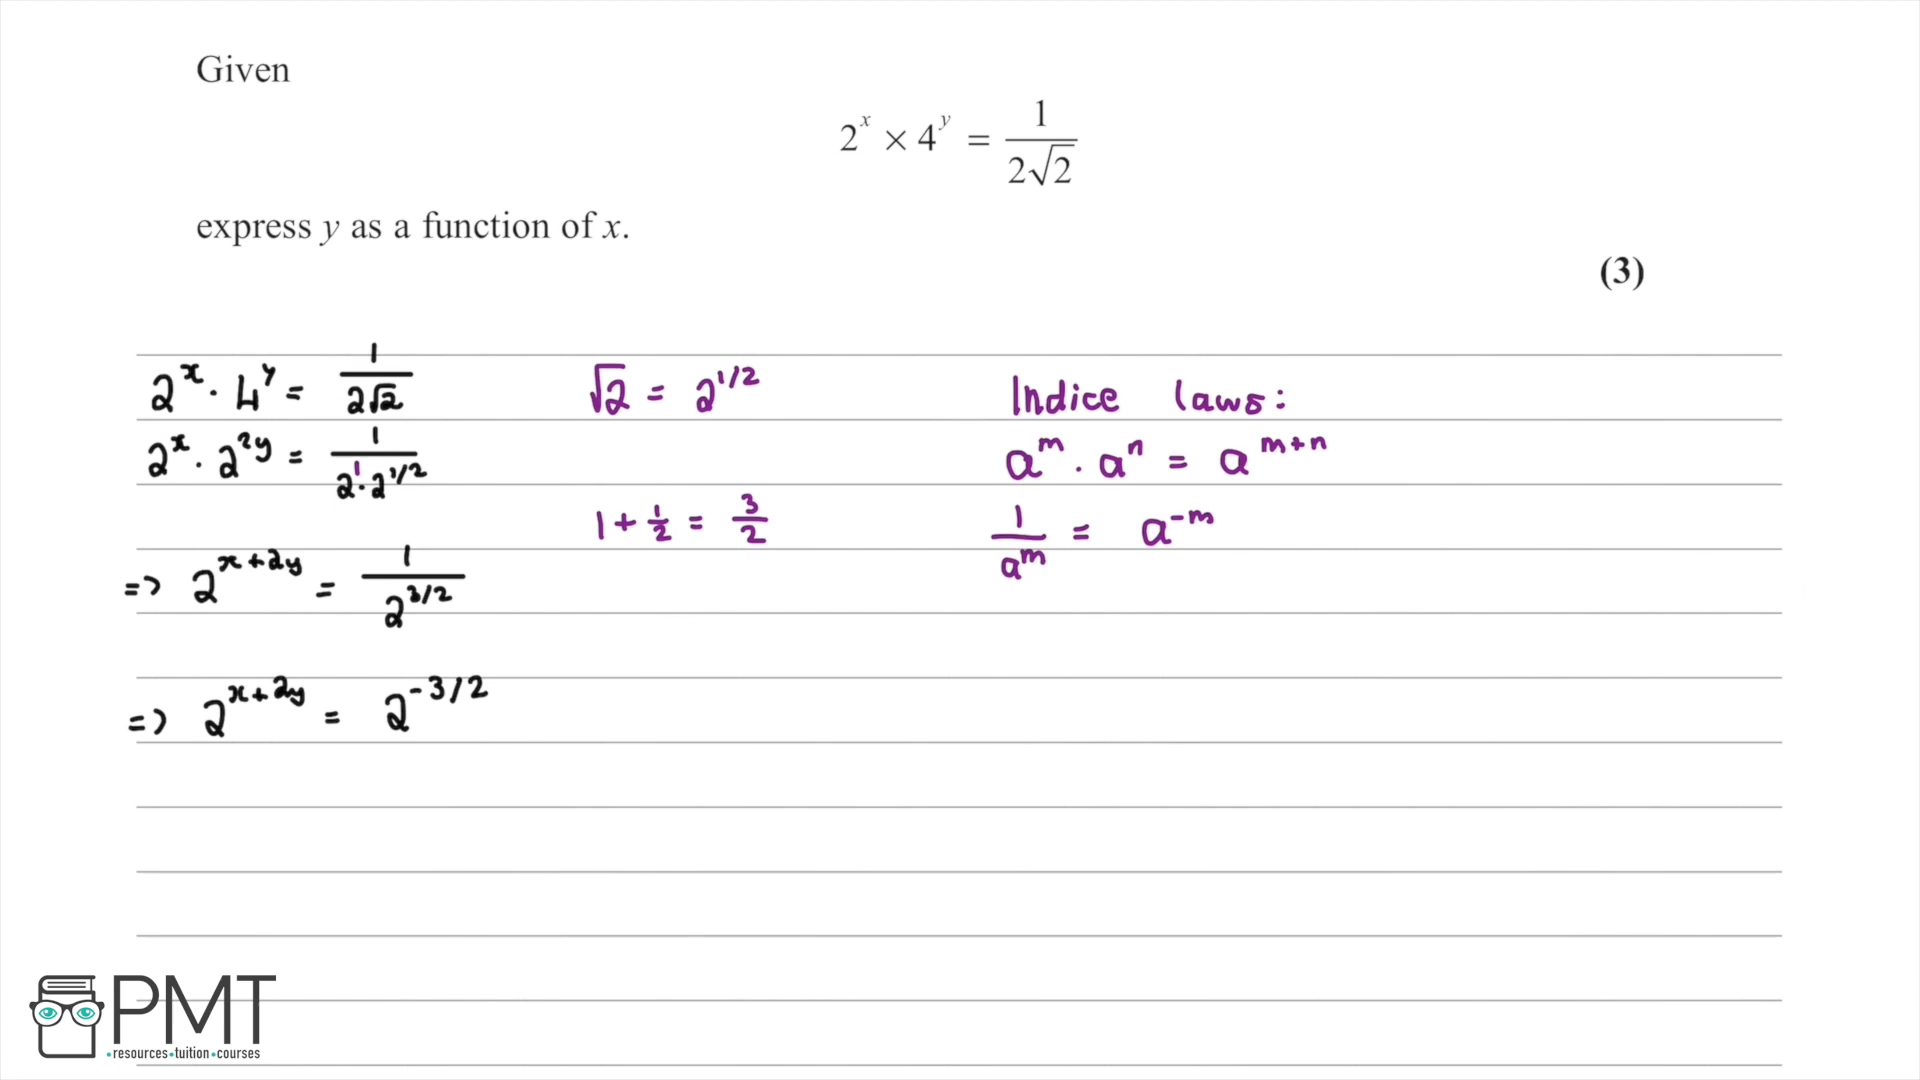 Given
2^x × 4^y = 1/(2√2)
express y as a function of x.
(3)
2^x · 4^y = 1/(2√2)
2^x · 2^2y = 1/(2^1 · 2^1/2)
=> 2^x+2y = 1/(2^3/2)
=> 2^x+2y = 2^-3/2
√2 = 2^1/2
1 + 1/2 = 3/2
Indice laws:
a^m · a^n = a^m+n
1/a^m = a^-m
PMT
•resources•tuition•courses